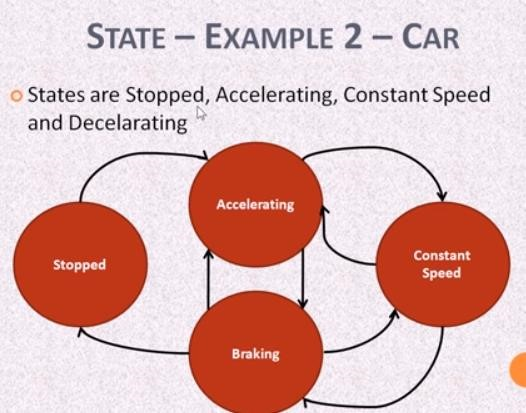 STATE – EXAMPLE 2 – CAR
States are Stopped, Accelerating, Constant Speed
and Decelarating
Accelerating
Stopped
Constant
Speed
Braking